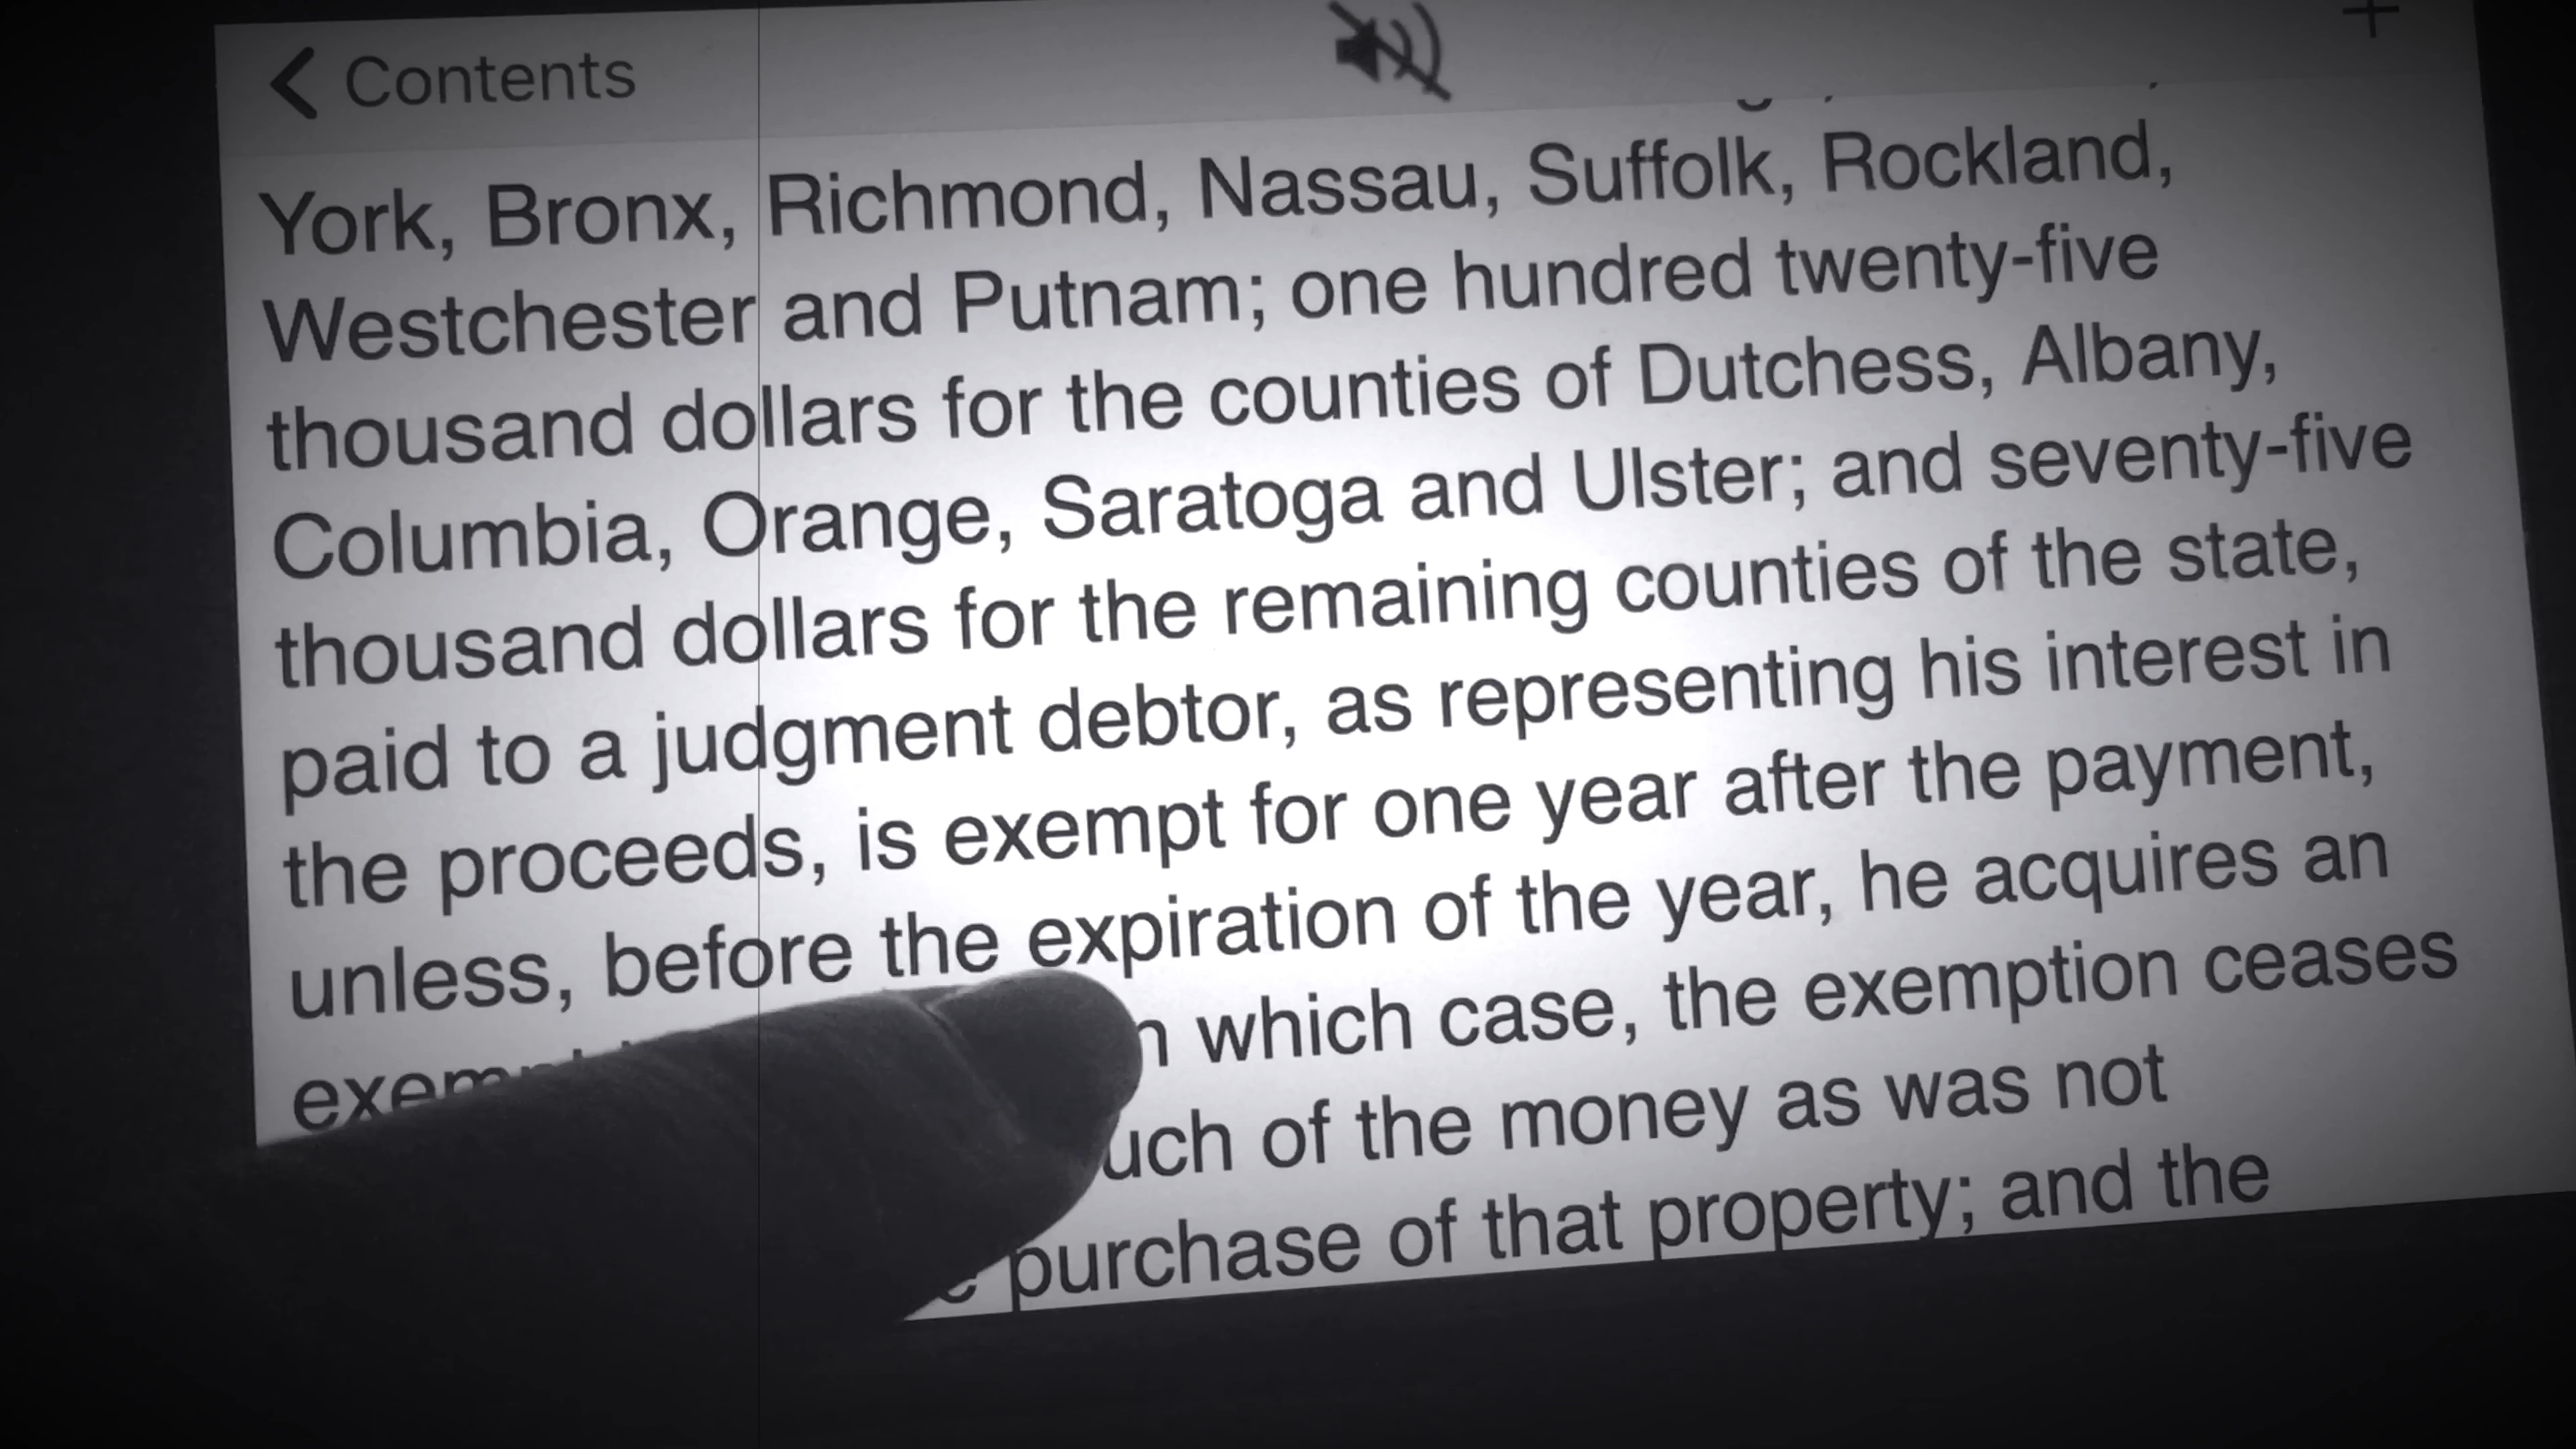 Contents
York, Bronx, Richmond, Nassau, Suffolk, Rockland,
Westchester and Putnam; one hundred twenty-five
thousand dollars for the counties of Dutchess, Albany,
Columbia, Orange, Saratoga and Ulster; and seventy-five
thousand dollars for the remaining counties of the state,
paid to a judgment debtor, as representing his interest in
the proceeds, is exempt for one year after the payment,
unless, before the expiration of the year, he acquires an
which case, the exemption ceases
of the money as was not
purchase of that property; and the